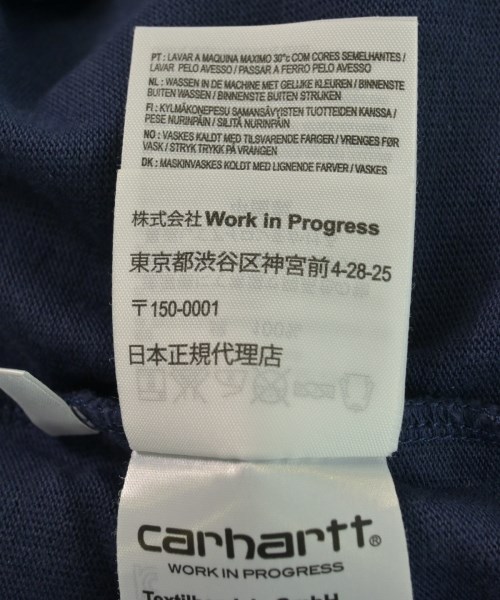 PT : LAVAR A MAQUINA MAXIMO 30°c COM CORES SEMELHANTES /
LAVAR PELO AVESSO / PASSAR A FERRO PELO AVESSO
NL : WASSEN IN DE MACHINE MET GELIJKE KLEUREN / BINNENSTE
BUITEN WASSEN / BINNENSTE BUITEN STRIJKEN
FI : KYLMÄKONEPESU SAMANSÄVYISTEN TUOTTEIDEN KANSSA /
PESE NURINPÄIN / SILITÄ NURINPÄIN
NO : VASKES KALDT MED TILSVARENDE FARGER / VRENGES FØR
VASK / STRYK TRYKK PÅ VRANGEN
DK : MASKINVASKES KOLDT MED LIGNENDE FARVER / VASKES
株式会社 Work in Progress
東京都渋谷区神宮前4-28-25
〒150-0001
日本正規代理店
carhartt®
WORK IN PROGRESS